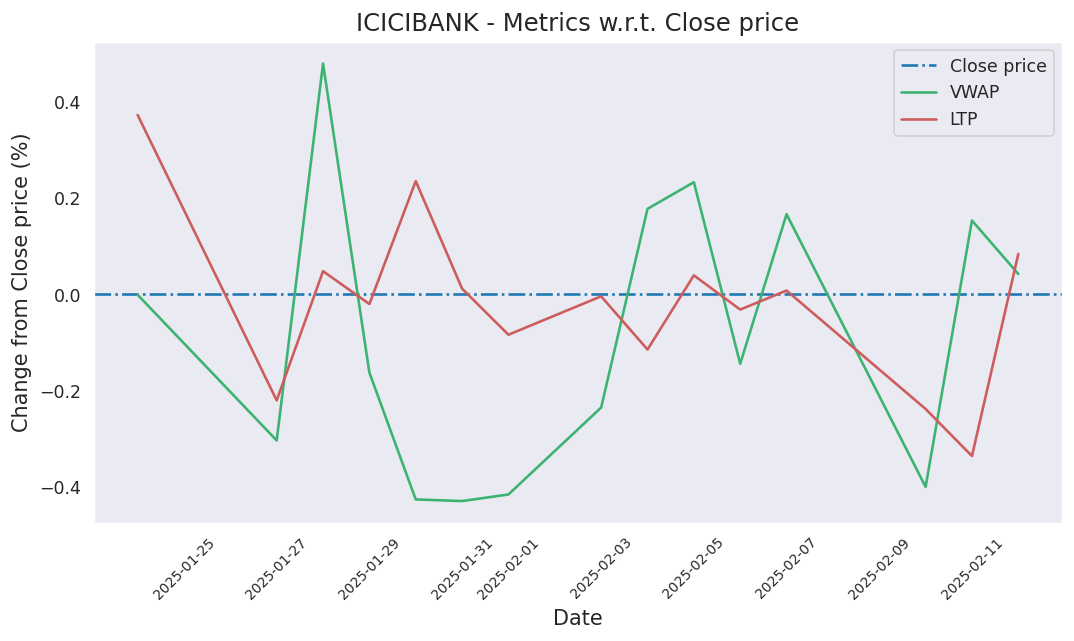 ICICIBANK - Metrics w.r.t. Close price
Close price
VWAP
LTP
Change from Close price (%)
0.4
0.2
0.0
−0.2
−0.4
2025-01-25
2025-01-27
2025-01-29
2025-01-31
2025-02-01
2025-02-03
2025-02-05
2025-02-07
2025-02-09
2025-02-11
Date